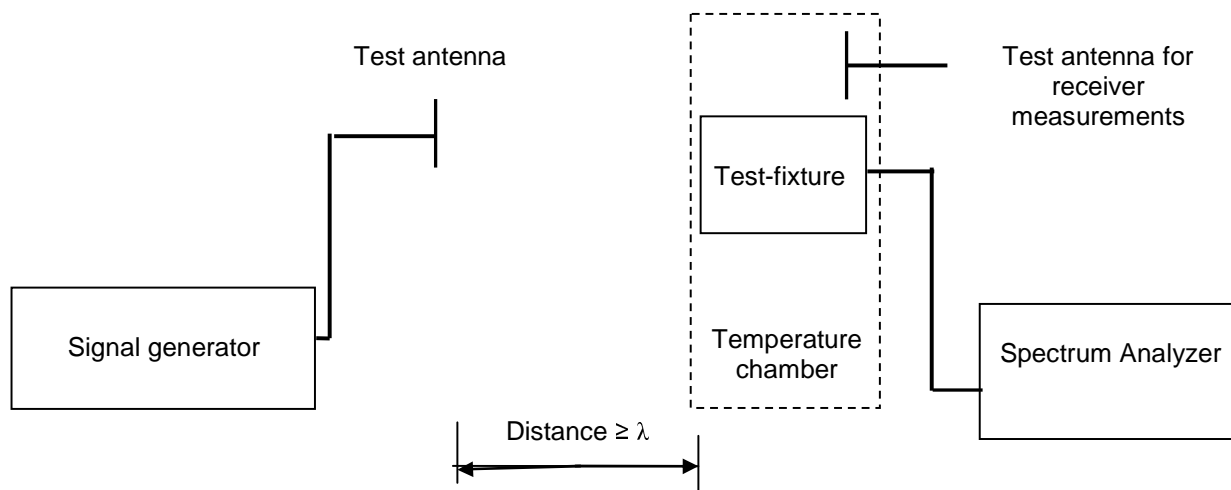 Test antenna
Test antenna for
receiver
measurements
Test-fixture
Signal generator
Temperature
chamber
Spectrum Analyzer
Distance ≥ λ